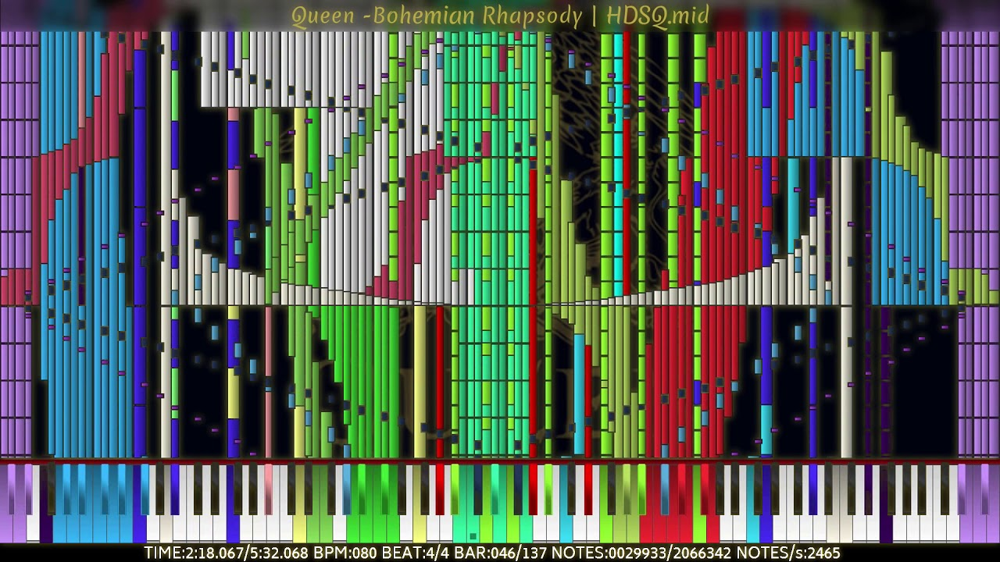 Queen -Bohemian Rhapsody | HDSQ.mid
TIME:2:18.067/5:32.068 BPM:080 BEAT:4/4 BAR:046/137 NOTES:0029933/2066342 NOTES/s:2465